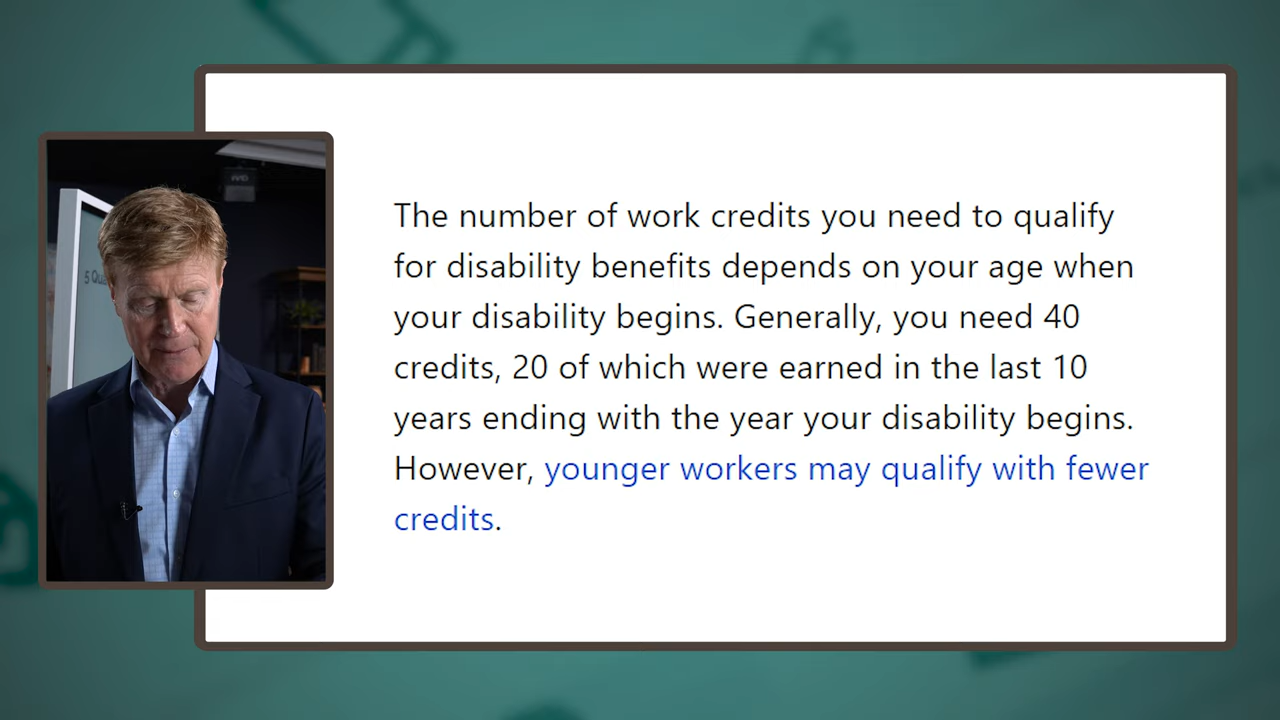 The number of work credits you need to qualify
for disability benefits depends on your age when
your disability begins. Generally, you need 40
credits, 20 of which were earned in the last 10
years ending with the year your disability begins.
However, younger workers may qualify with fewer
credits.
5